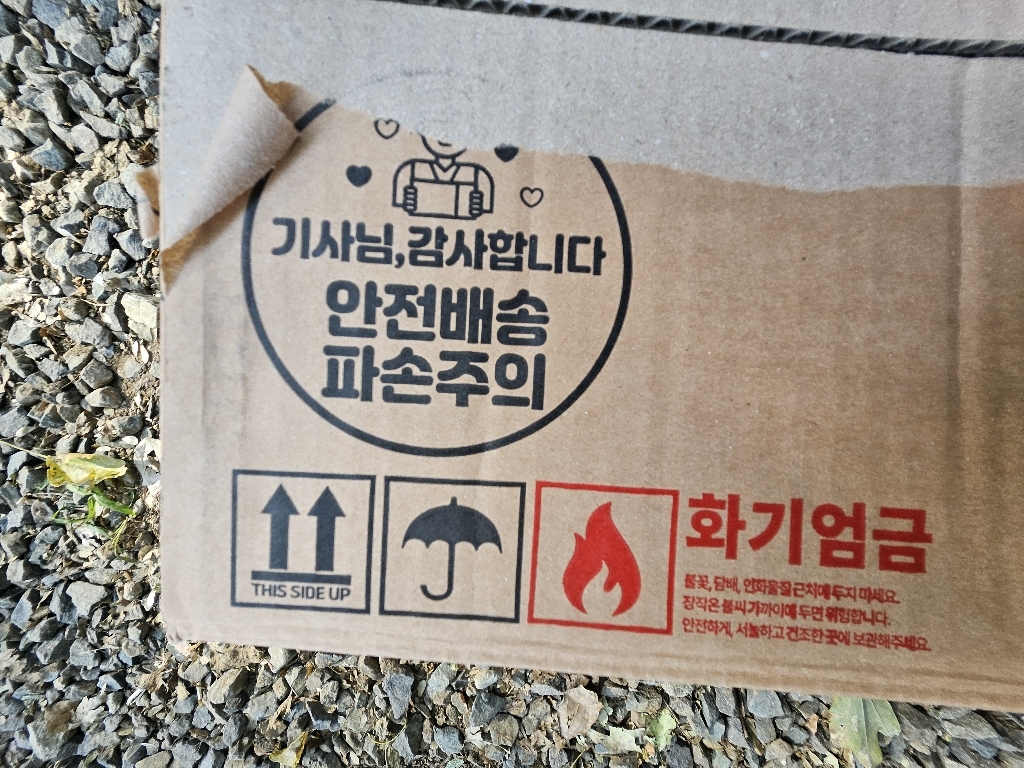 기사님,감사합니다
안전배송
파손주의
THIS SIDE UP
화기엄금
불꽃, 담배, 인화물질 근처에 두지 마세요.
장작은 불씨 가까이에 두면 위험합니다.
안전하게, 서늘하고 건조한 곳에 보관해주세요.